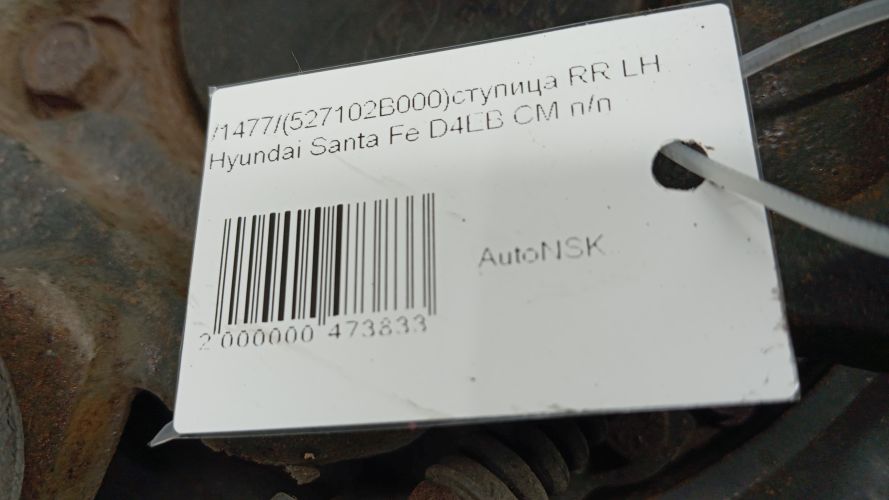 /1477/(527102B000)ступица RR LH
Hyundai Santa Fe D4EB CM п/п
AutoNSK
2 000000 473833